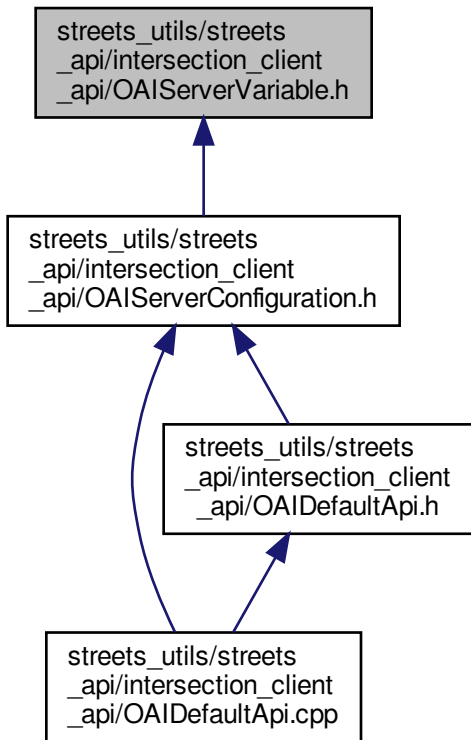 streets_utils/streets
_api/intersection_client
_api/OAIServerVariable.h
streets_utils/streets
_api/intersection_client
_api/OAIServerConfiguration.h
streets_utils/streets
_api/intersection_client
_api/OAIDefaultApi.h
streets_utils/streets
_api/intersection_client
_api/OAIDefaultApi.cpp